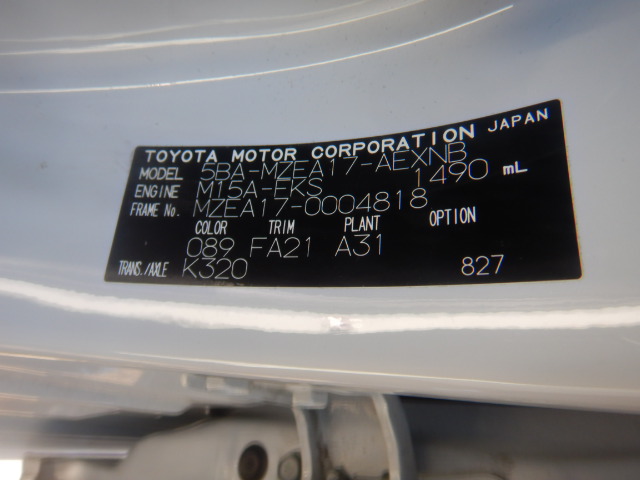 TOYOTA MOTOR CORPORATION JAPAN
MODEL 5BA-MZEA17-AEXNB
ENGINE M15A-EKS 1490 mL
FRAME No. MZEA17-0004818
COLOR TRIM PLANT OPTION
089 FA21 A31
TRANS./AXLE K320 827